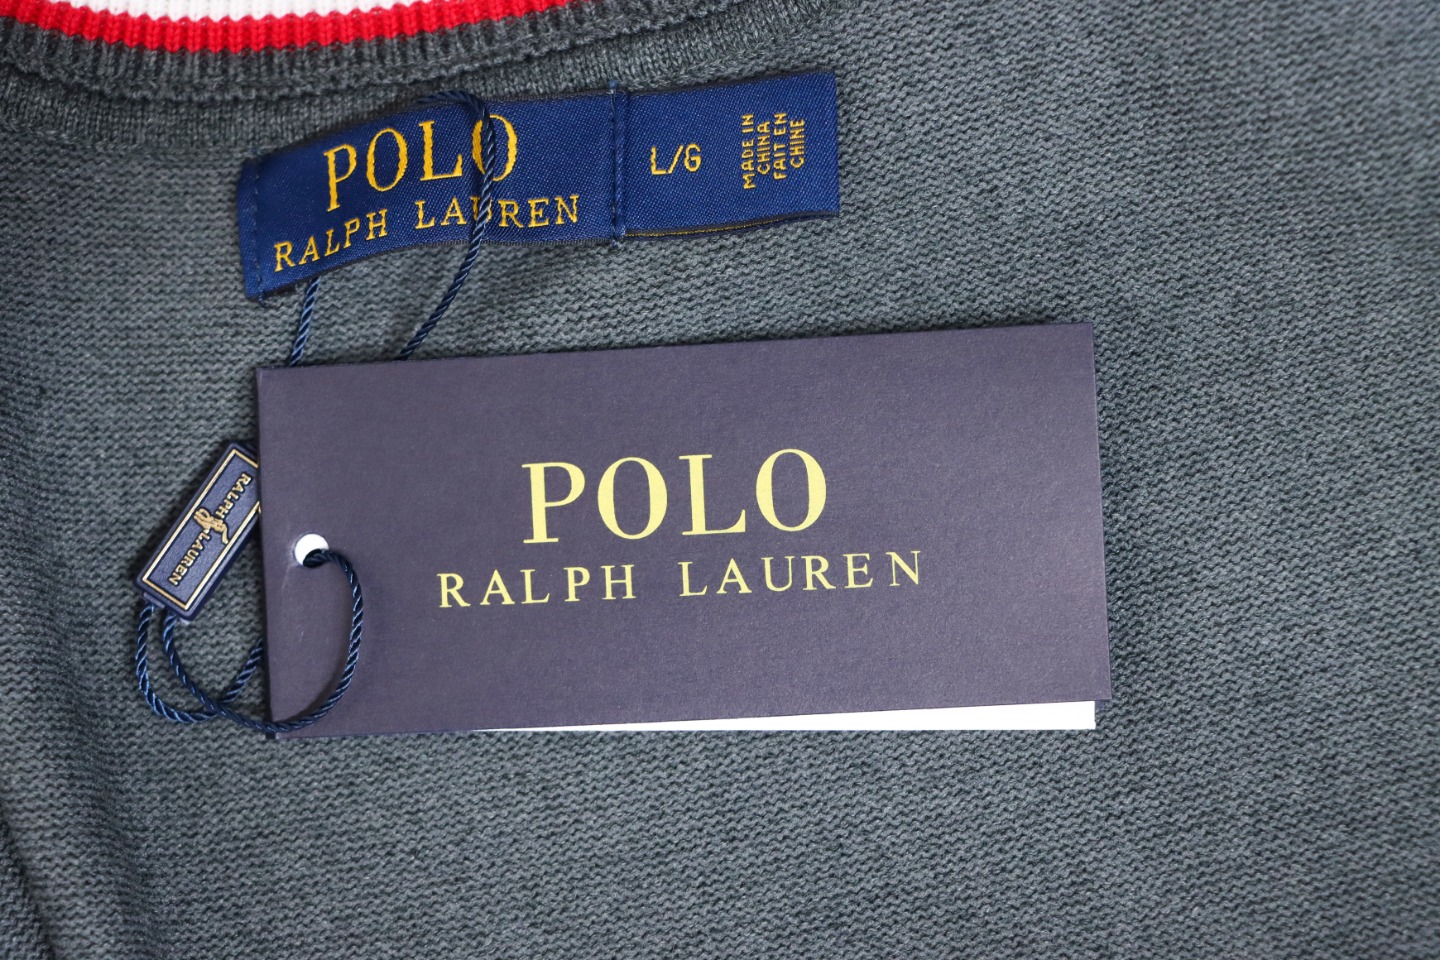 POLO
RALPH LAUREN
L/G
MADE IN
CHINA
FAIT EN
CHINE
POLO
RALPH LAUREN
RALPH LAUREN